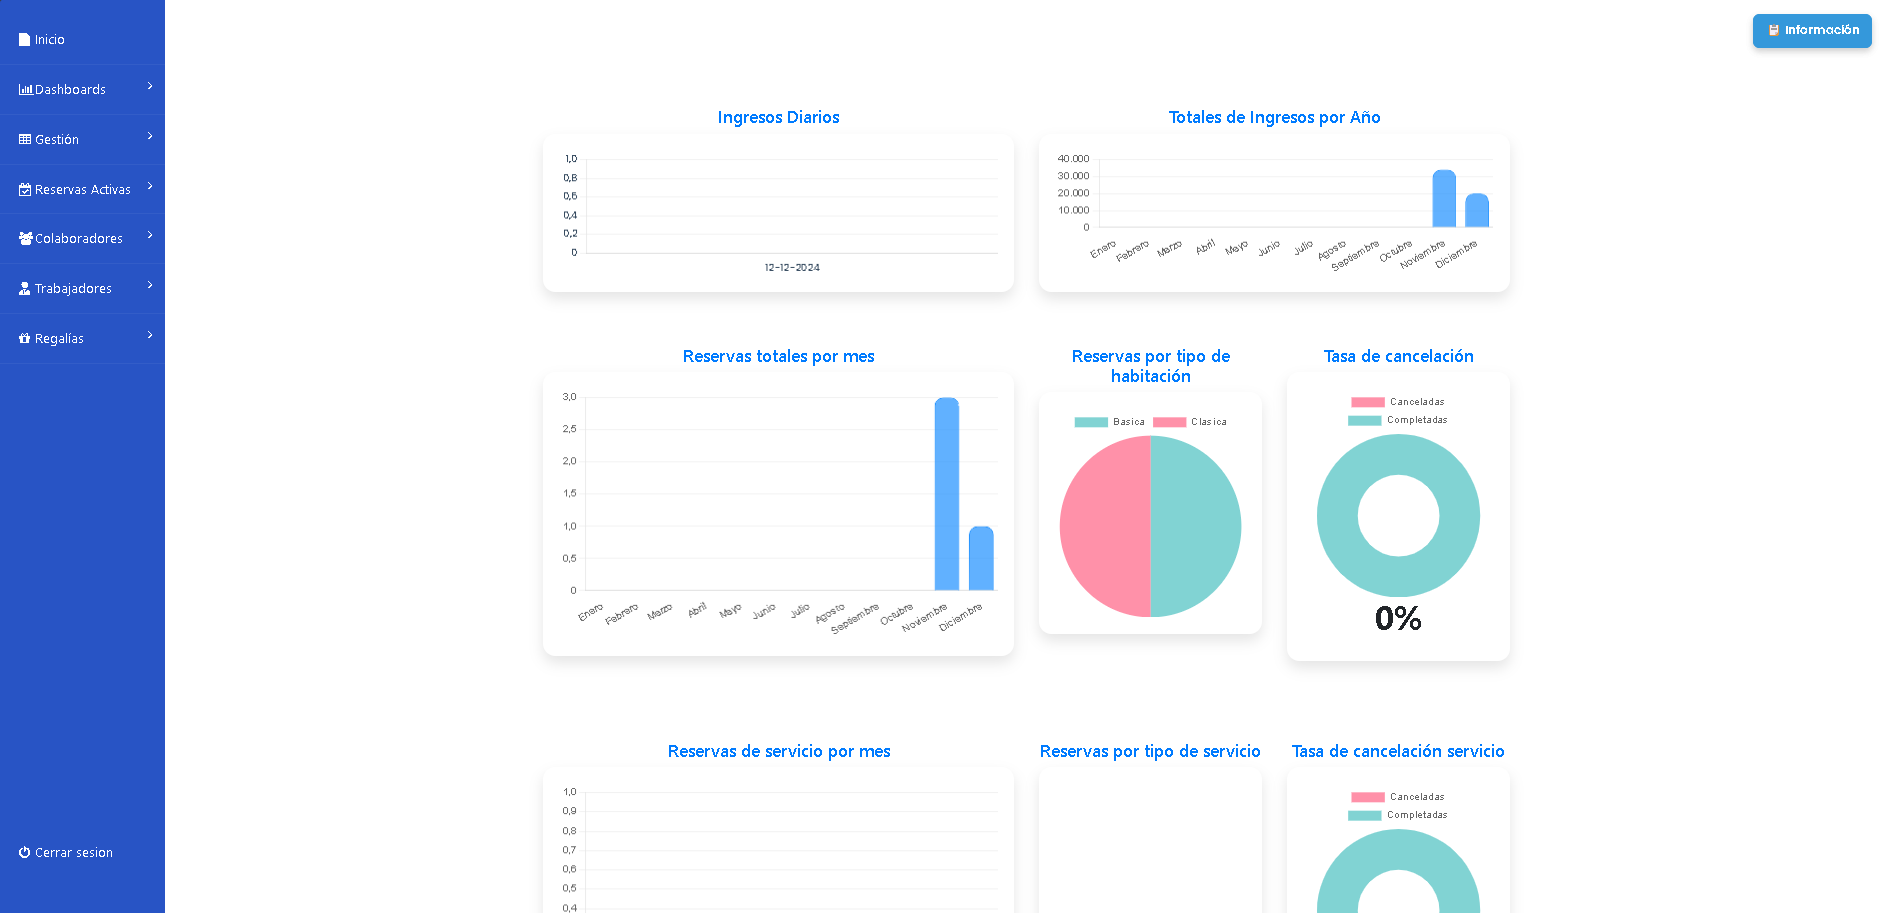 Inicio
Dashboards
Gestión
Reservas Activas
Colaboradores
Trabajadores
Regalías
Cerrar sesion
Información
Ingresos Diarios
1,0
0,8
0,6
0,4
0,2
0
12-12-2024
Totales de Ingresos por Año
40.000
30.000
20.000
10.000
0
Enero
Febrero
Marzo
Abril
Mayo
Junio
Julio
Agosto
Septiembre
Octubre
Noviembre
Diciembre
Reservas totales por mes
3,0
2,5
2,0
1,5
1,0
0,5
0
Enero
Febrero
Marzo
Abril
Mayo
Junio
Julio
Agosto
Septiembre
Octubre
Noviembre
Diciembre
Reservas por tipo de
habitación
Basica Clasica
Tasa de cancelación
Canceladas
Completadas
0%
Reservas de servicio por mes
1,0
0,9
0,8
0,7
0,6
0,5
0,4
Reservas por tipo de servicio
Tasa de cancelación servicio
Canceladas
Completadas